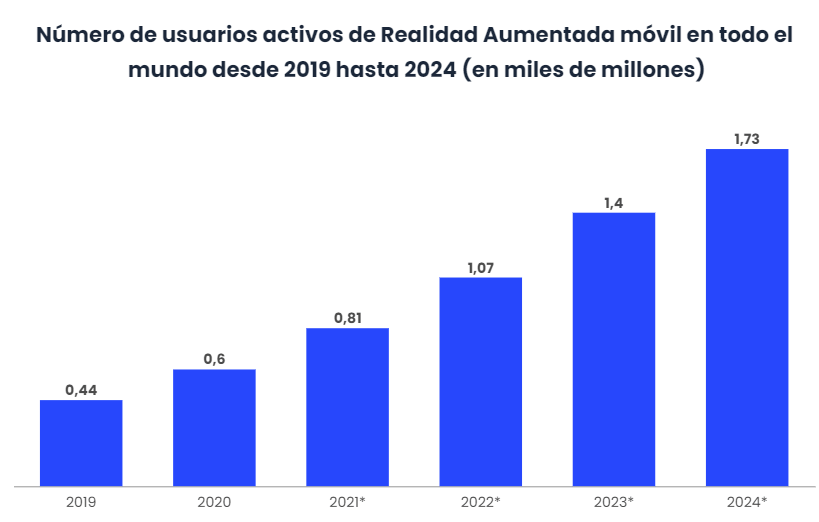 Número de usuarios activos de Realidad Aumentada móvil en todo el
mundo desde 2019 hasta 2024 (en miles de millones)
1,73
1,4
1,07
0,81
0,6
0,44
2019 2020 2021* 2022* 2023* 2024*